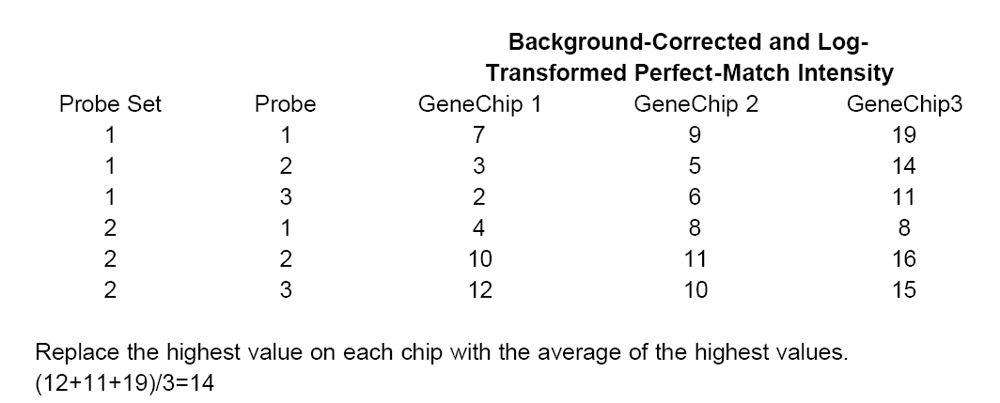 Background-Corrected and Log-
Transformed Perfect-Match Intensity
Probe Set Probe GeneChip 1 GeneChip 2 GeneChip3
1 1 7 9 19
1 2 3 5 14
1 3 2 6 11
2 1 4 8 8
2 2 10 11 16
2 3 12 10 15
Replace the highest value on each chip with the average of the highest values.
(12+11+19)/3=14